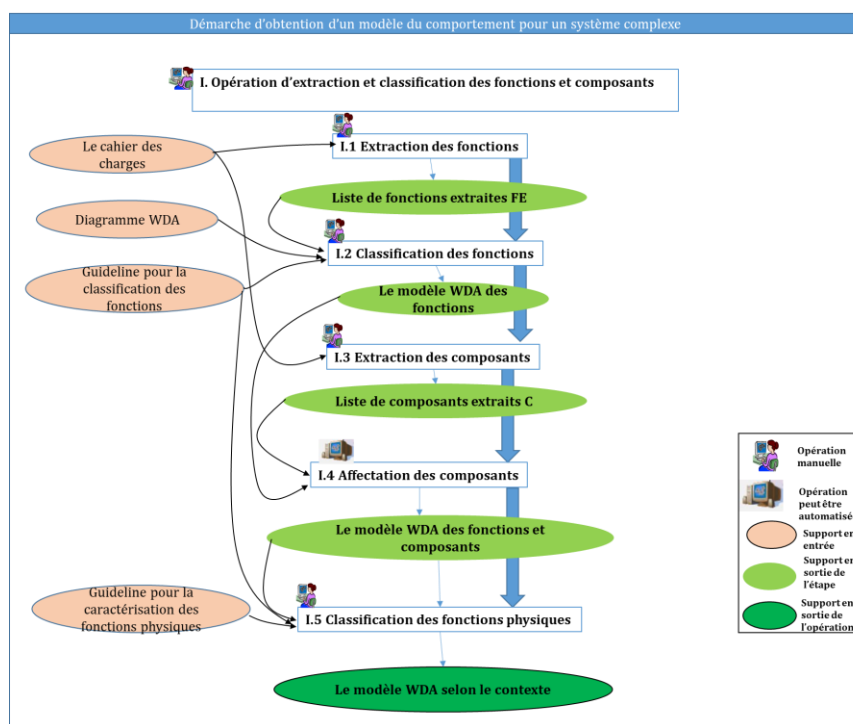 Démarche d'obtention d'un modèle du comportement pour un système complexe
I. Opération d'extraction et classification des fonctions et composants
I.1 Extraction des fonctions
Le cahier des
charges
Liste de fonctions extraites FE
Diagramme WDA
I.2 Classification des fonctions
Guideline pour la
classification des
fonctions
Le modèle WDA des
fonctions
I.3 Extraction des composants
Liste de composants extraits C
I.4 Affectation des composants
Le modèle WDA des fonctions et
composants
Guideline pour la
caractérisation des
fonctions physiques
I.5 Classification des fonctions physiques
Le modèle WDA selon le contexte
Opération
manuelle
Opération
peut être
automatisé
Support en
entrée
Support en
sortie de
l'étape
Support en
sortie de
l'opération